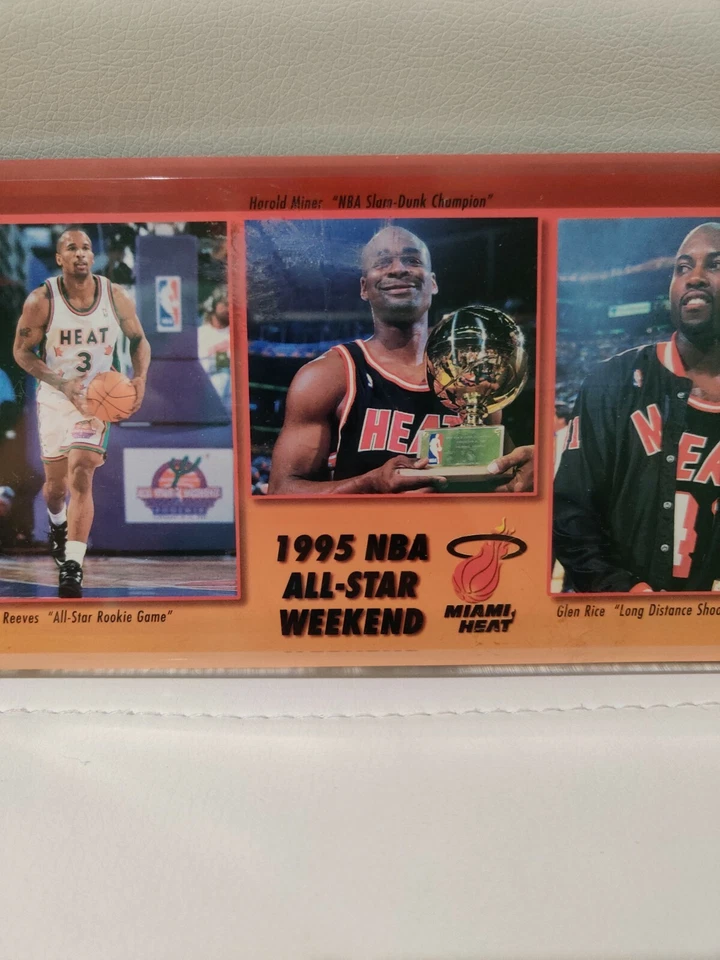 Harold Miner "NBA Slam-Dunk Champion"
HEAT
3
HEAT
HEAT
1995 NBA
ALL-STAR
WEEKEND
MIAMI
HEAT
Reeves "All-Star Rookie Game"
Glen Rice "Long Distance Shoo